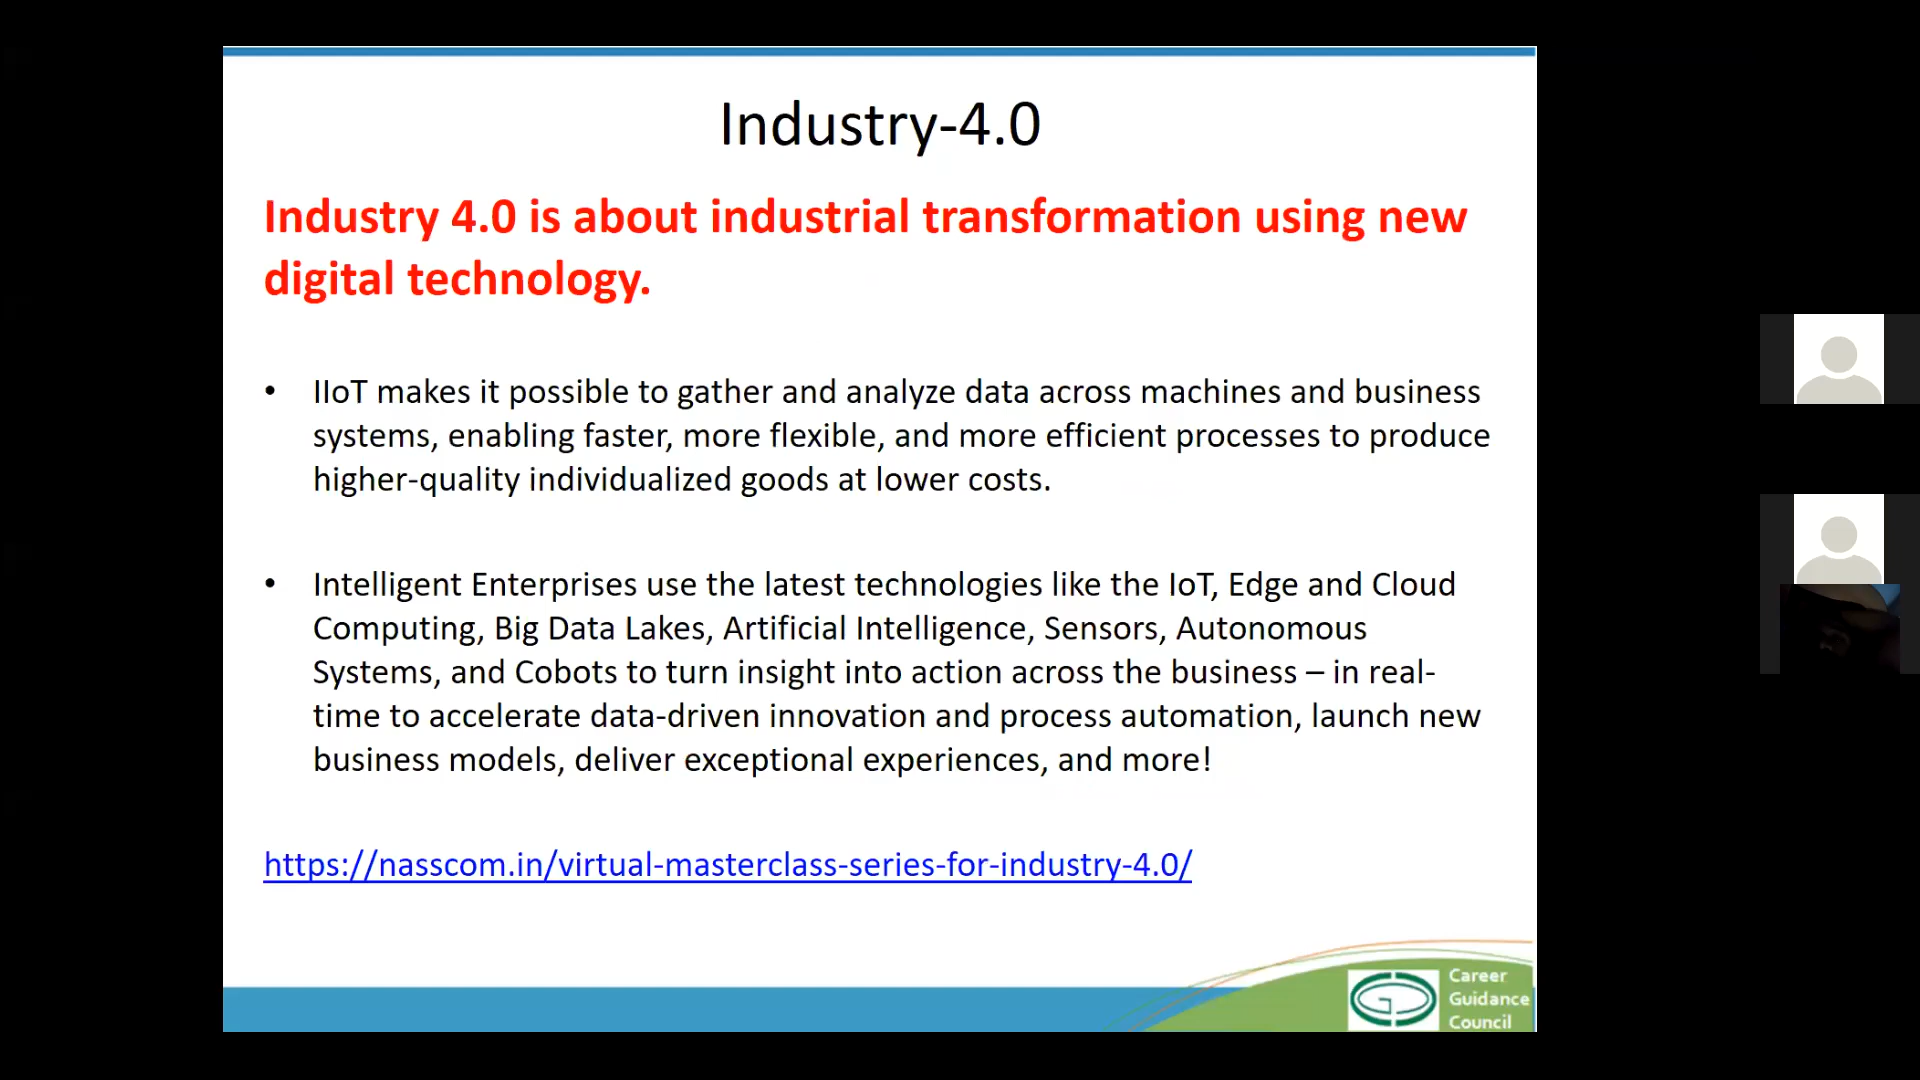 Industry-4.0
Industry 4.0 is about industrial transformation using new
digital technology.
• IIoT makes it possible to gather and analyze data across machines and business
systems, enabling faster, more flexible, and more efficient processes to produce
higher-quality individualized goods at lower costs.
• Intelligent Enterprises use the latest technologies like the IoT, Edge and Cloud
Computing, Big Data Lakes, Artificial Intelligence, Sensors, Autonomous
Systems, and Cobots to turn insight into action across the business – in real-
time to accelerate data-driven innovation and process automation, launch new
business models, deliver exceptional experiences, and more!
https://nasscom.in/virtual-masterclass-series-for-industry-4.0/
Career
Guidance
Council